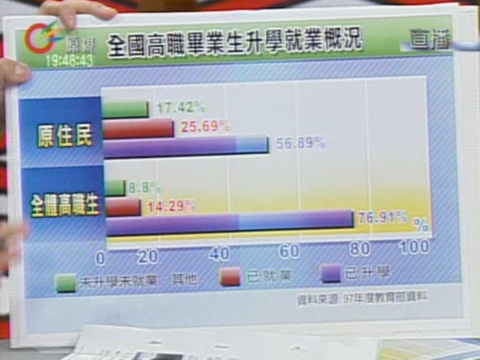 原視
全國高職畢業生升學就業概況
直播
19:48:43
原住民
17.42%
25.69%
56.89%
全體高職生
8.8%
14.29%
76.91%
%
0 20 40 60 80 100
未升學未就業 其他 已就業 已升學
資料來源:97年度教育部資料